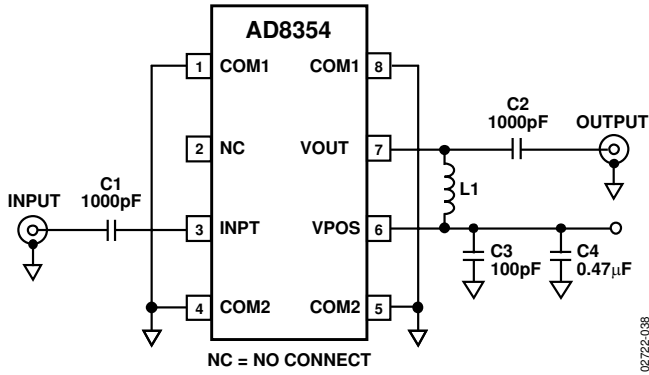 AD8354
1 COM1 COM1 8
C2
1000pF
OUTPUT
2 NC VOUT 7
C1
1000pF
L1
INPUT
3 INPT VPOS 6
C3
100pF
C4
0.47μF
4 COM2 COM2 5
NC = NO CONNECT
02722-038